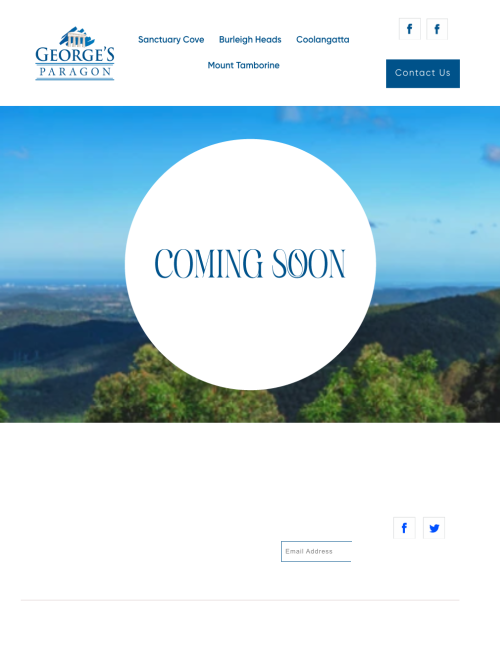 GEORGE'S
PARAGON
Sanctuary Cove Burleigh Heads Coolangatta
Mount Tamborine
Contact Us
COMING SOON
Email Address